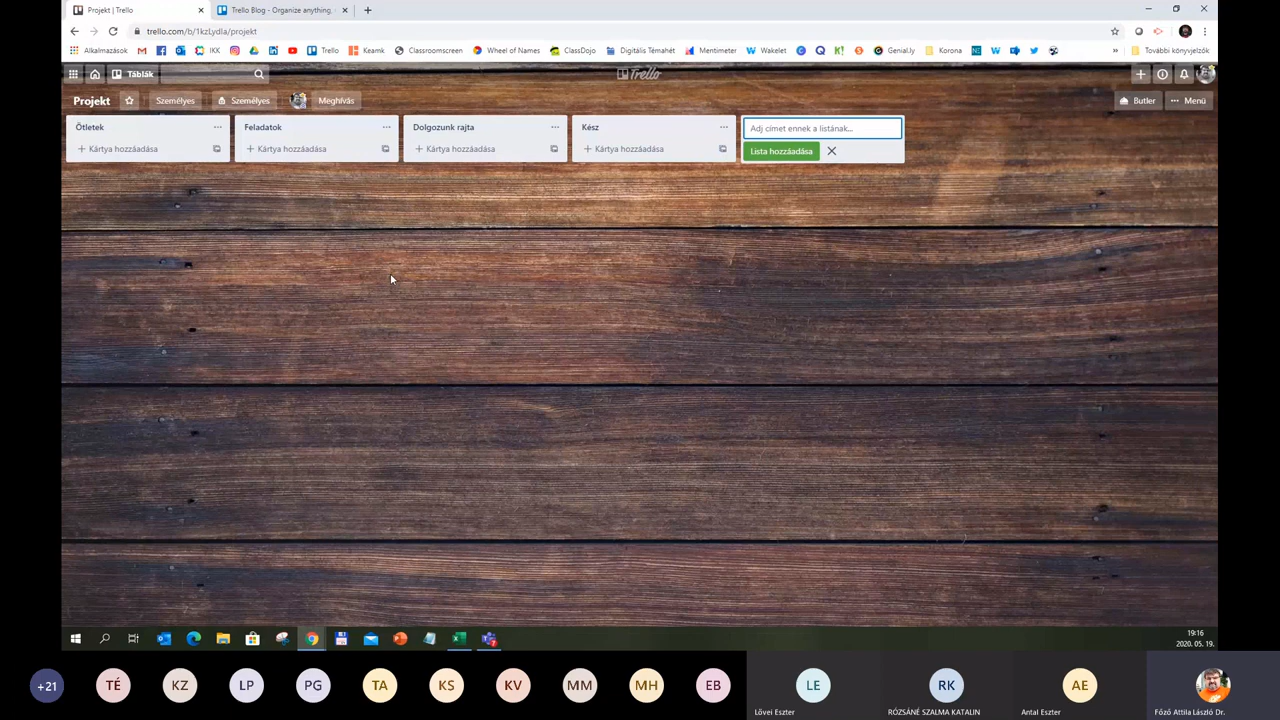 Projekt | Trello
Trello Blog - Organize anything,
trello.com/b/1kzLydla/projekt
Alkalmazások
IKK
Trello
Keamk
Classroomscreen
Wheel of Names
ClassDojo
Digitális Témahét
Mentimeter
Wakelet
Genial.ly
Korona
»
További könyvjelzők
Táblák
Trello
Projekt
Személyes
Személyes
Meghívás
Butler
Menü
Ötletek
Feladatok
Dolgozunk rajta
Kész
Adj címet ennek a listának...
+ Kártya hozzáadása
+ Kártya hozzáadása
+ Kártya hozzáadása
+ Kártya hozzáadása
Lista hozzáadása
19:16
2020. 05. 19.
+21
TÉ
KZ
LP
PG
TA
KS
KV
MM
MH
EB
LE
RK
AE
Lővei Eszter
RÓZSÁNÉ SZALMA KATALIN
Antal Eszter
Főző Attila László Dr.